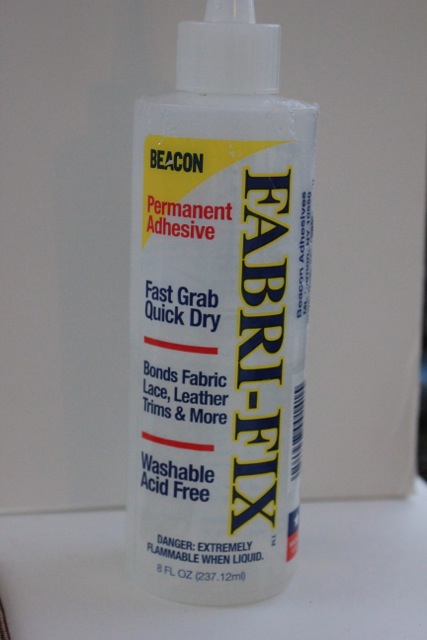 BEACON
Permanent
Adhesive
FABRI-FIX™
Fast Grab
Quick Dry
Bonds Fabric
Lace, Leather
Trims & More
Washable
Acid Free
DANGER: EXTREMELY
FLAMMABLE WHEN LIQUID.
8 FL OZ (237.12ml)
Beacon Adhesives